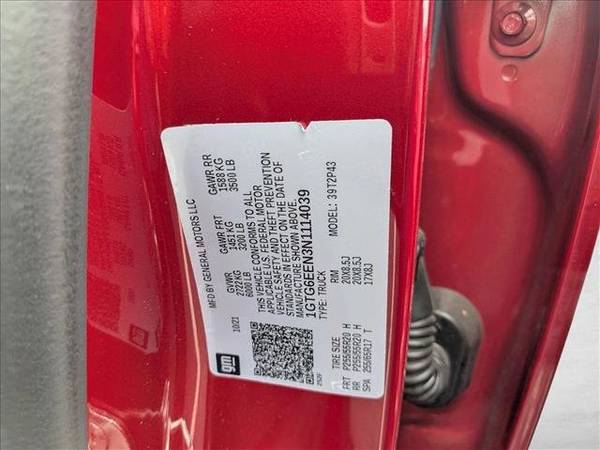 MFD BY GENERAL MOTORS LLC
10/21
GVWR GAWR FRT GAWR RR
2722 KG 1451 KG 1588 KG
6000 LB 3200 LB 3500 LB
THIS VEHICLE CONFORMS TO ALL
APPLICABLE U.S. FEDERAL MOTOR
VEHICLE SAFETY AND THEFT PREVENTION
STANDARDS IN EFFECT ON THE DATE OF
MANUFACTURE SHOWN ABOVE.
1GTG6EEN3N1114039
TYPE: TRUCK MODEL: 39T2P43
gm
TIRE SIZE RIM
FRT P255/55R20 H 20X8.5J
RR P255/55R20 H 20X8.5J
SPA 255/65R17 T 17X8J